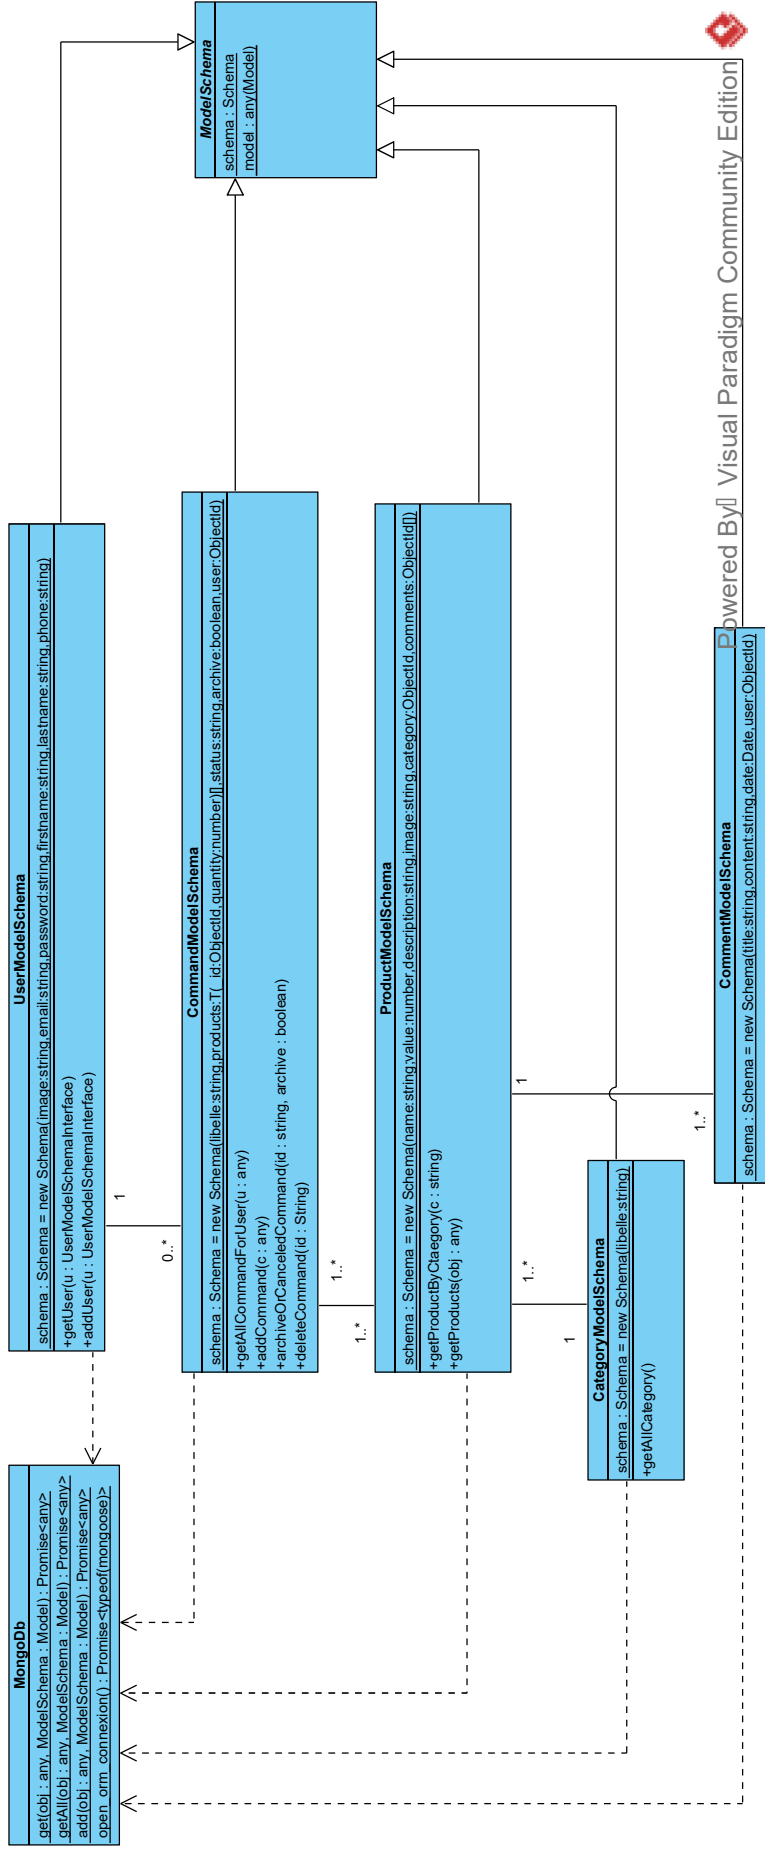 MongoDb
get(obj : any, ModelSchema : Model) : Promise<any>
getAll(obj : any, ModelSchema : Model) : Promise<any>
add(obj : any, ModelSchema : Model) : Promise<any>
open_orm_connexion() : Promise<typeof(mongoose)>
UserModelSchema
schema : Schema = new Schema(image:string,email:string,password:string,firstname:string,lastname:string,phone:string)
+getUser(u : UserModelSchemaInterface)
+addUser(u : UserModelSchemaInterface)
1
0..*
CommandModelSchema
schema : Schema = new Schema(libelle:string,products:T(_id:ObjectId,quantity:number)[],status:string,archive:boolean,user:ObjectId)
+getAllCommandForUser(u : any)
+addCommand(c : any)
+archiveOrCanceledCommand(id : string, archive : boolean)
+deleteCommand(id : String)
1..*
1..*
ProductModelSchema
schema : Schema = new Schema(name:string;value:number,description:string,image:string,category:ObjectId,comments:ObjectId[])
+getProductByCtaegory(c : string)
+getProducts(obj : any)
1..*
1
1
1..*
CategoryModelSchema
schema : Schema = new Schema(libelle:string)
+getAllCategory()
CommentModelSchema
schema : Schema = new Schema(title:string,content:string,date:Date,user:ObjectId)
ModelSchema
schema : Schema
model : any(Model)
Powered By Visual Paradigm Community Edition